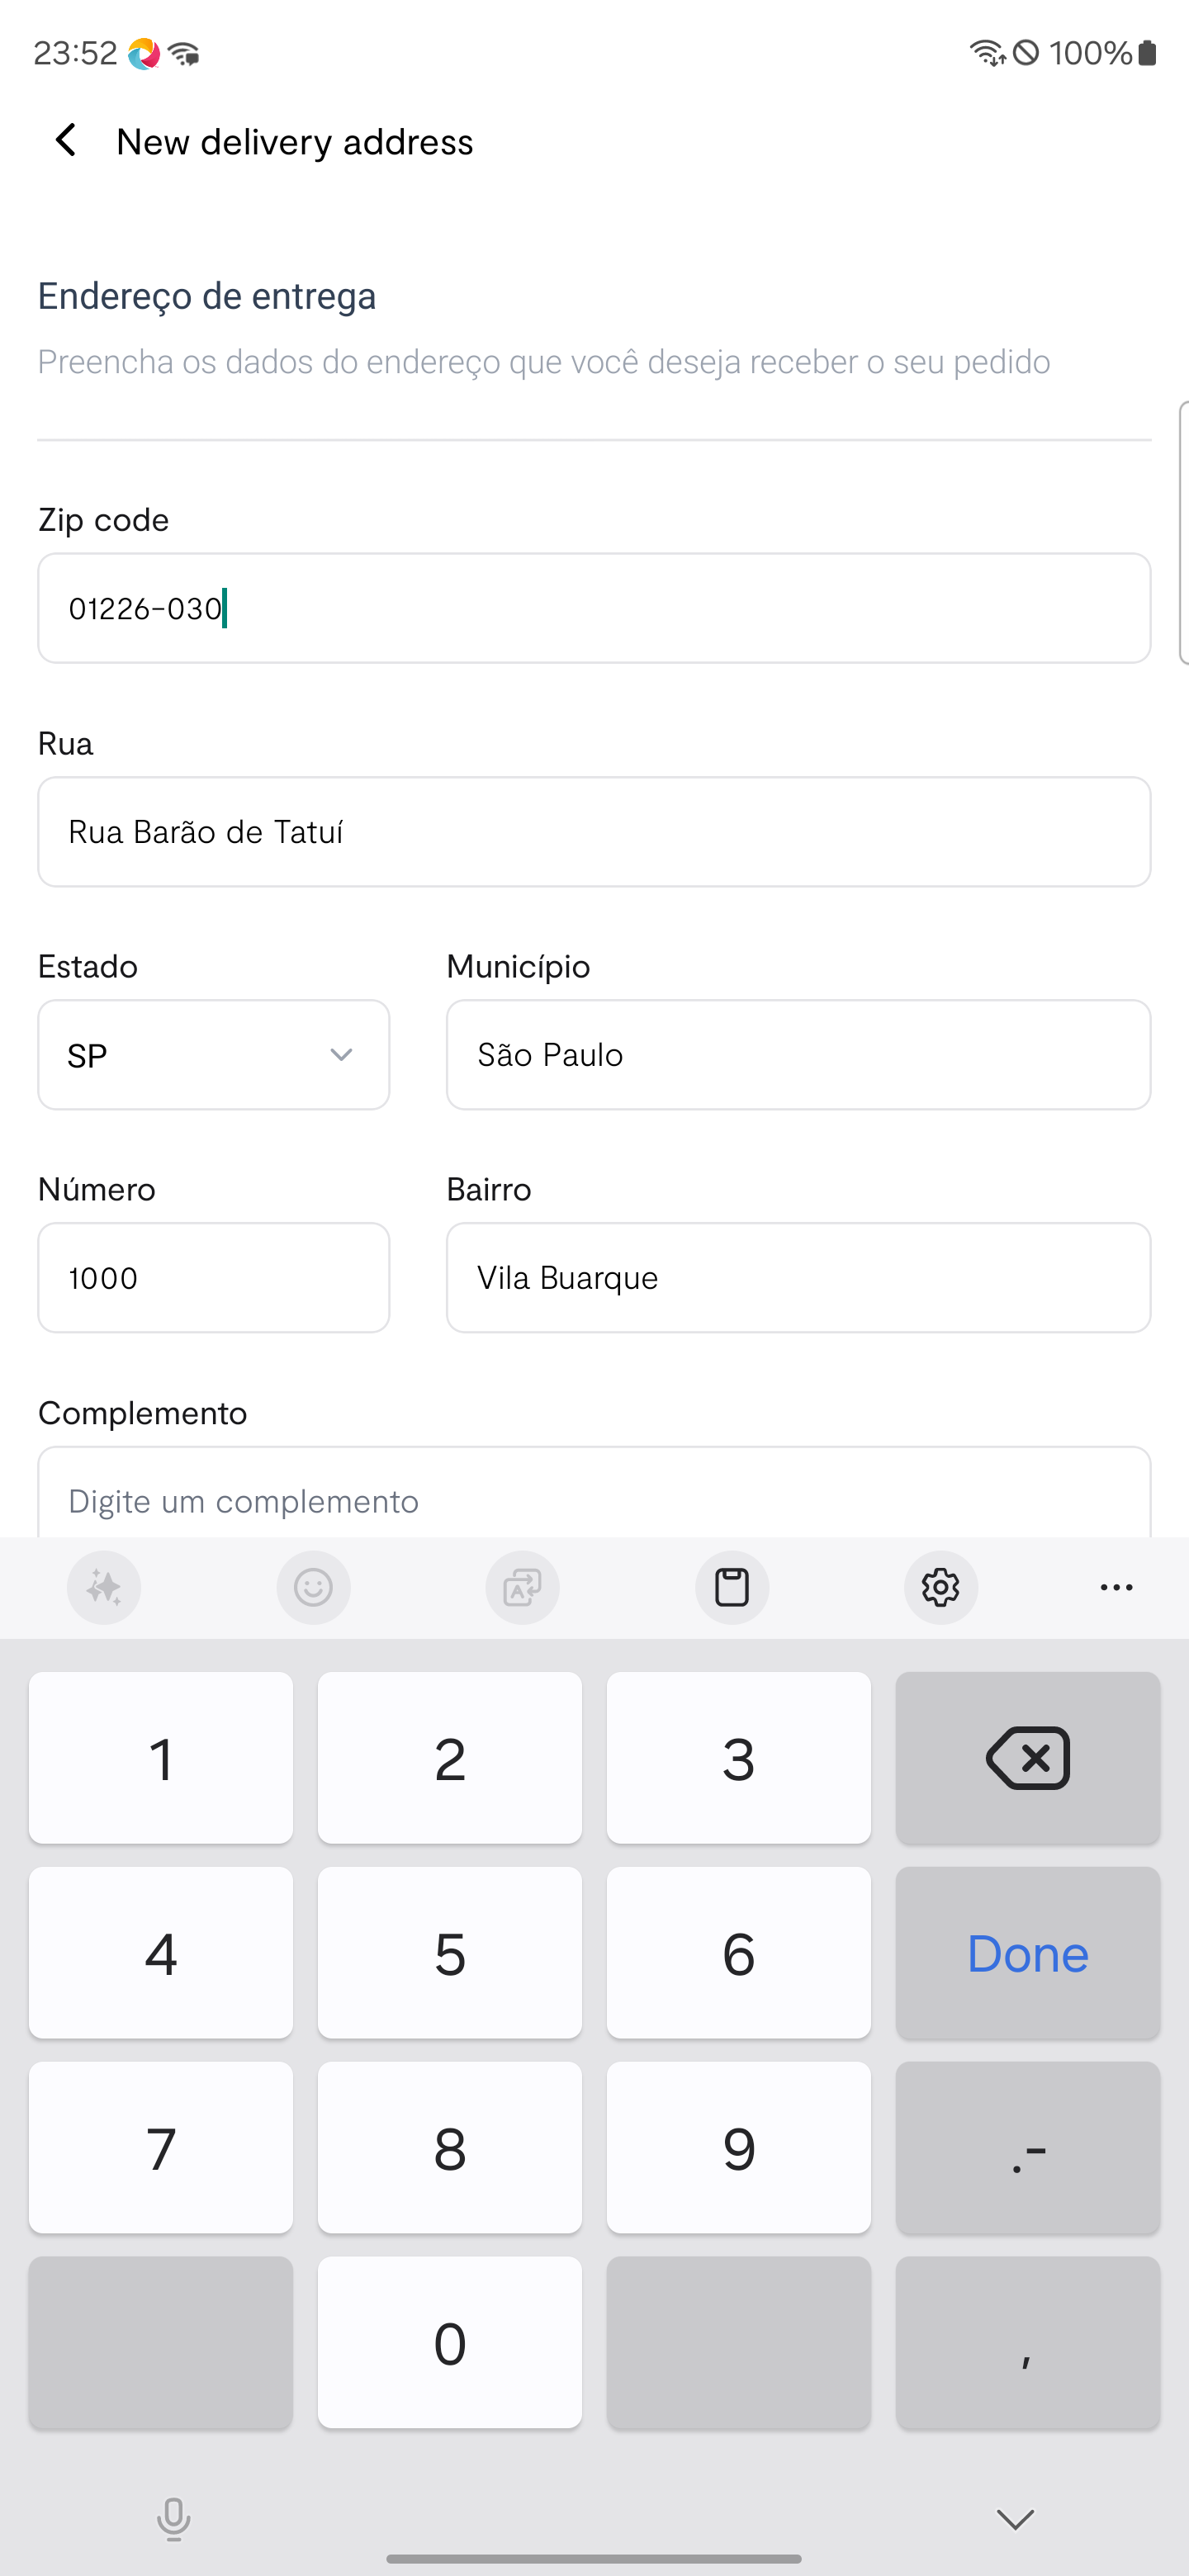 23:52
100%
New delivery address
Endereço de entrega
Preencha os dados do endereço que você deseja receber o seu pedido
Zip code
01226-030
Rua
Rua Barão de Tatuí
Estado
Município
SP
São Paulo
Número
Bairro
1000
Vila Buarque
Complemento
Digite um complemento
1 2 3
4 5 6 Done
7 8 9 .-
0 ,